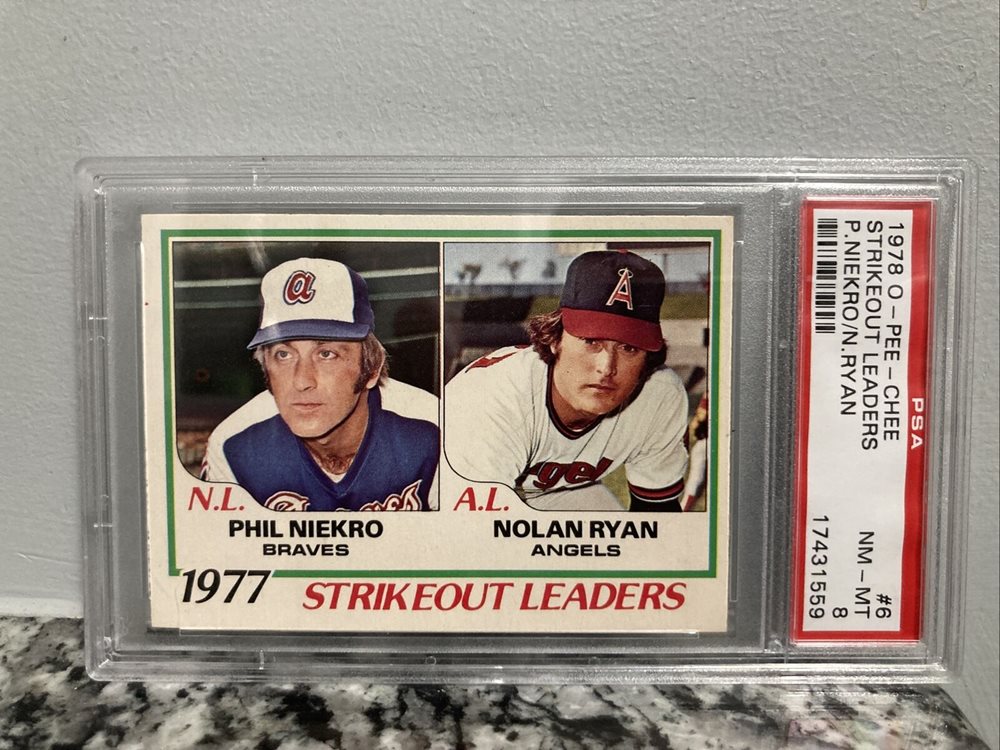 a
A
N.L.
PHIL NIEKRO
BRAVES
A.L.
NOLAN RYAN
ANGELS
1977 STRIKEOUT LEADERS
1978 O-PEE-CHEE #6
STRIKEOUT LEADERS NM-MT
P.NIEKRO/N.RYAN 8
17431559
PSA